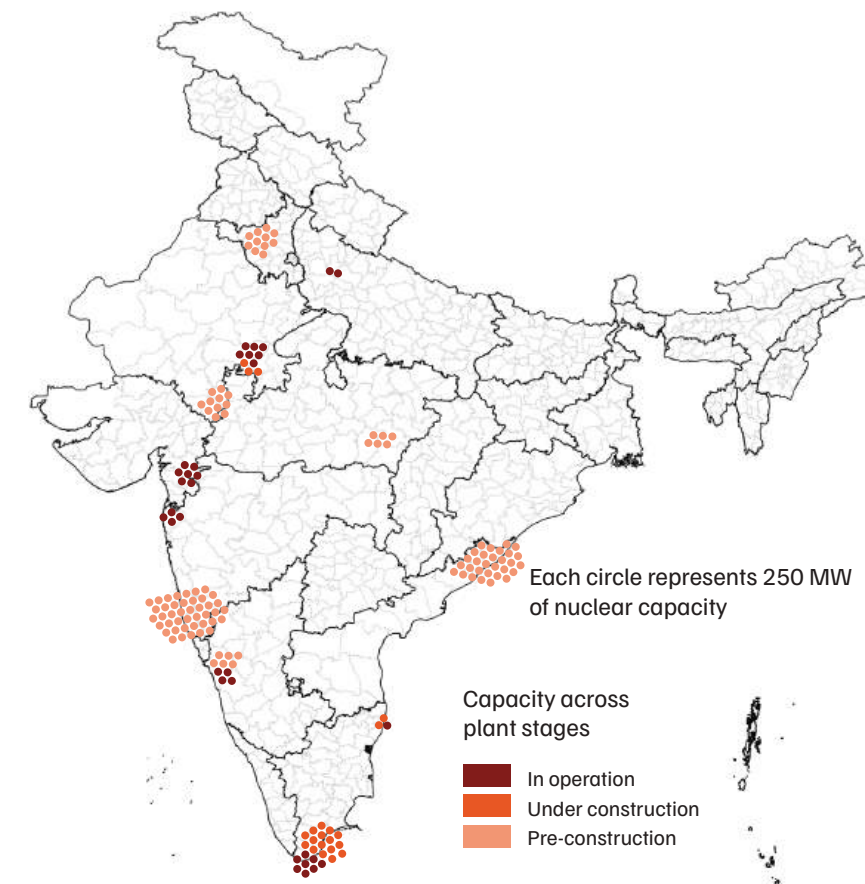 Each circle represents 250 MW
of nuclear capacity
Capacity across
plant stages
In operation
Under construction
Pre-construction